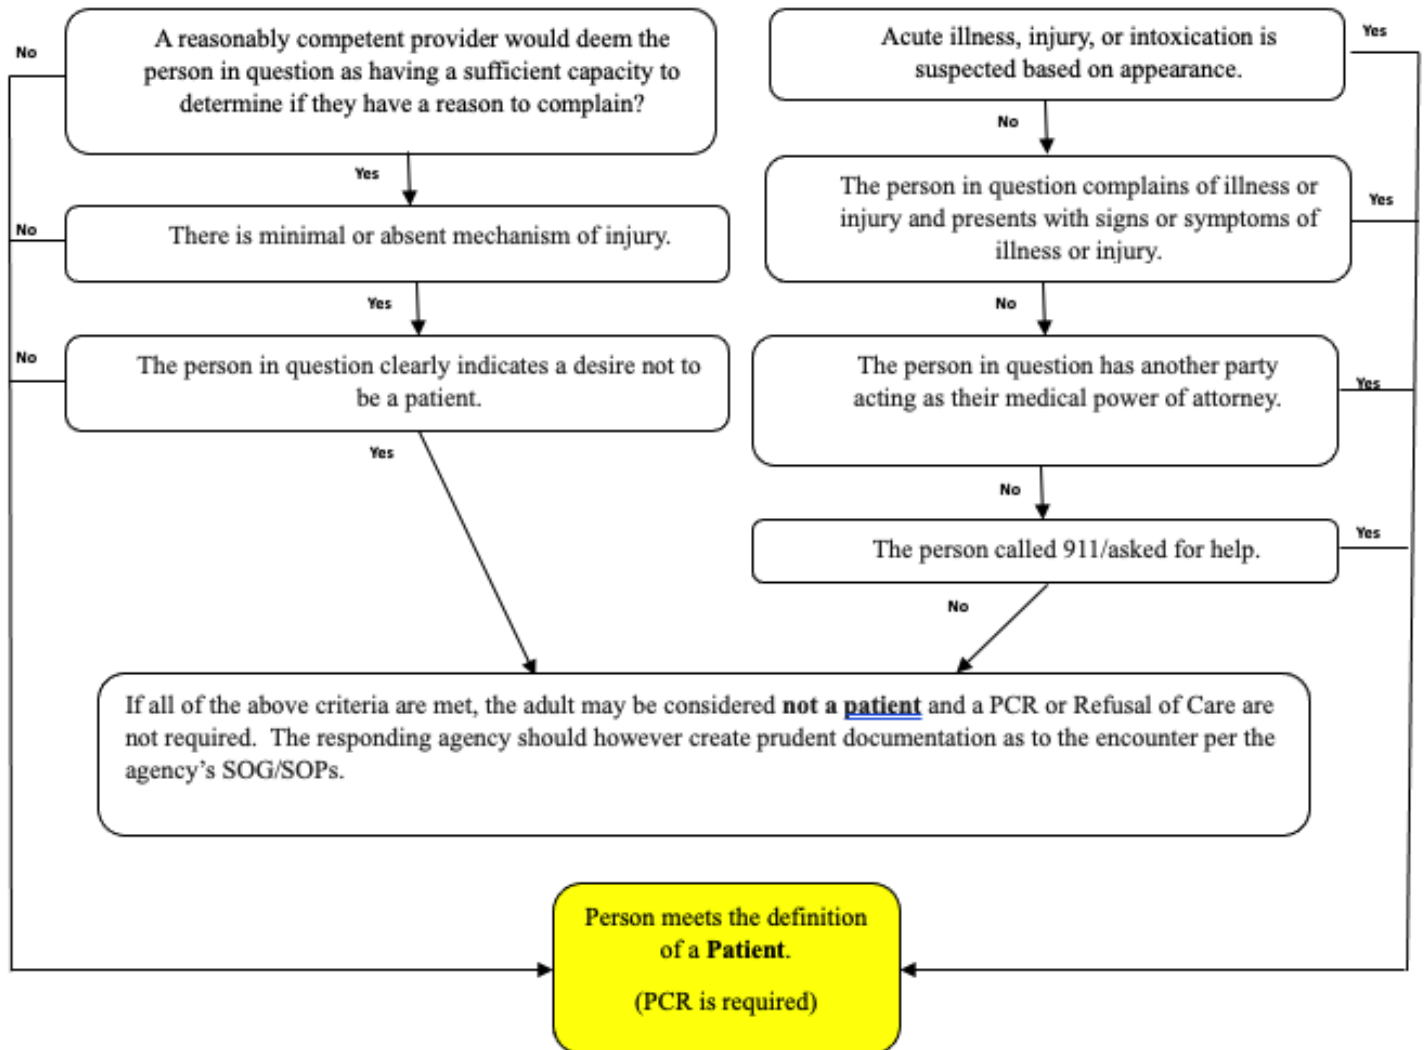 No
A reasonably competent provider would deem the
person in question as having a sufficient capacity to
determine if they have a reason to complain?
Yes
No
There is minimal or absent mechanism of injury.
Yes
No
The person in question clearly indicates a desire not to
be a patient.
Yes
Acute illness, injury, or intoxication is
suspected based on appearance.
Yes
No
The person in question complains of illness or
injury and presents with signs or symptoms of
illness or injury.
Yes
No
The person in question has another party
acting as their medical power of attorney.
Yes
No
The person called 911/asked for help.
Yes
No
If all of the above criteria are met, the adult may be considered not a patient and a PCR or Refusal of Care are
not required. The responding agency should however create prudent documentation as to the encounter per the
agency’s SOG/SOPs.
Person meets the definition
of a Patient.
(PCR is required)